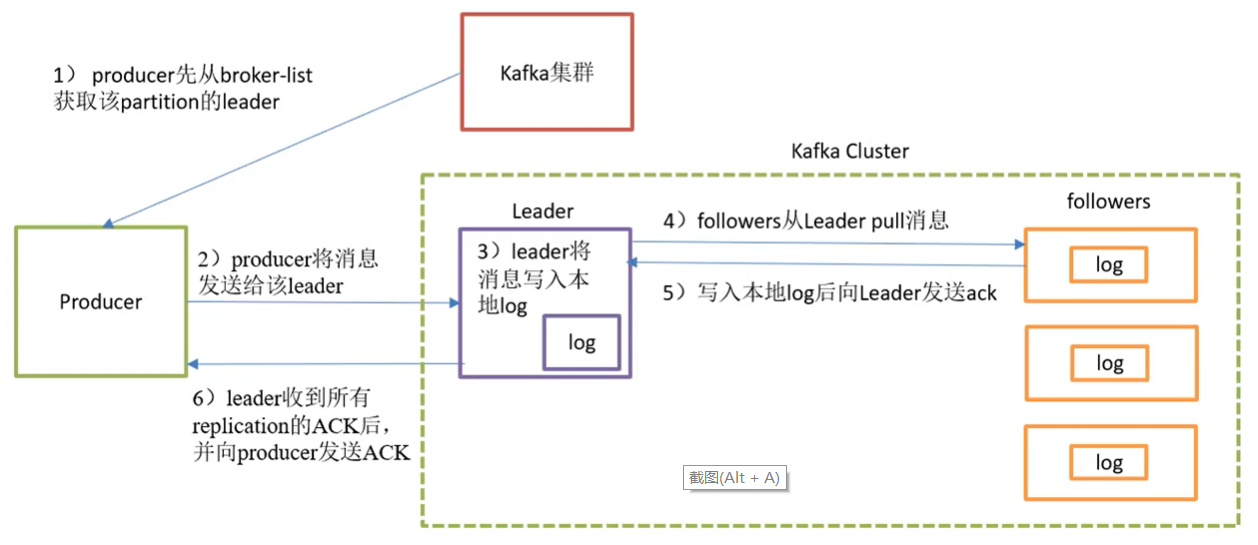 Kafka集群
1） producer先从broker-list
获取该partition的leader
Kafka Cluster
Leader
followers
Producer
2）producer将消息
发送给该leader
3）leader将
消息写入本
地log
log
4）followers从Leader pull消息
5）写入本地log后向Leader发送ack
log
log
log
6）leader收到所有
replication的ACK后，
并向producer发送ACK
截图(Alt + A)